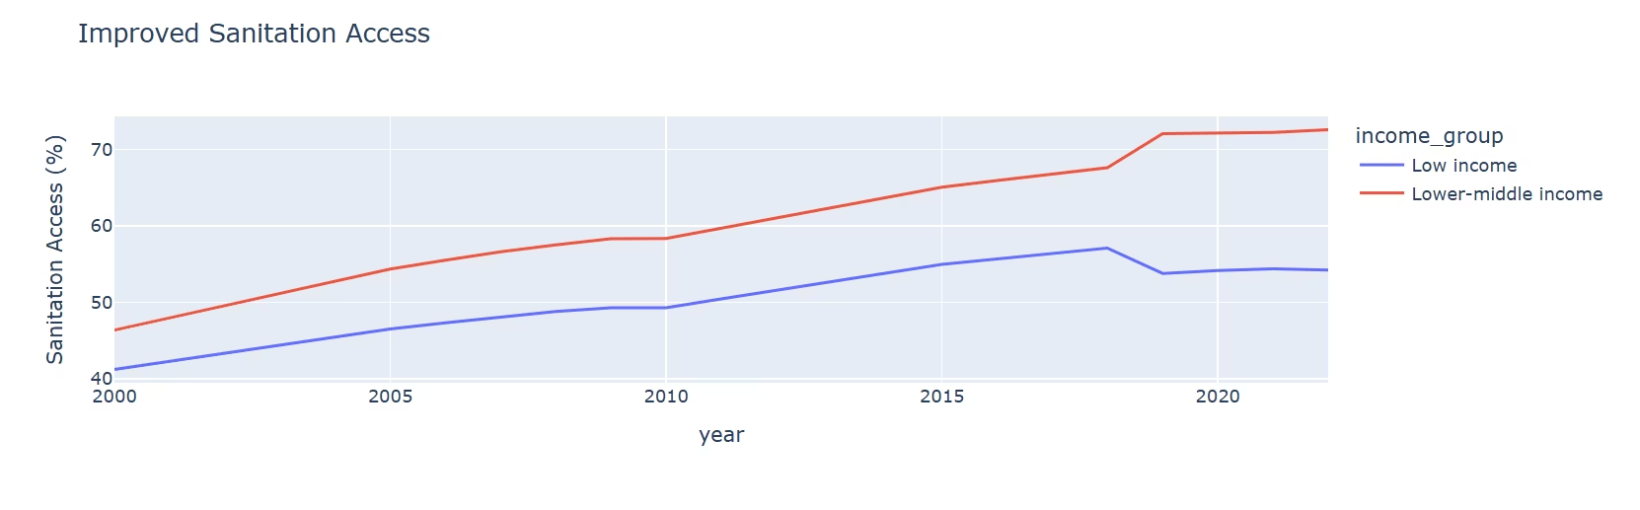 Improved Sanitation Access
Sanitation Access (%)
70
60
50
40
2000 2005 2010 2015 2020
year
income_group
Low income
Lower-middle income